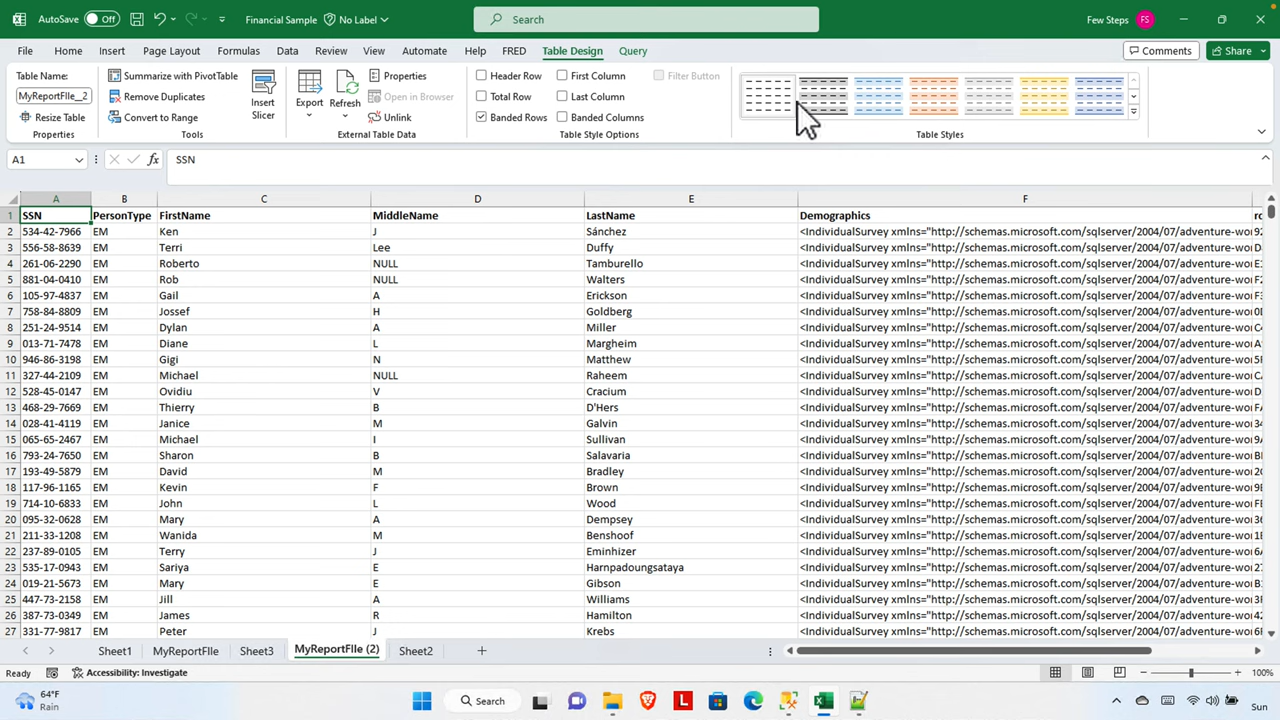 AutoSave Off Financial Sample No Label Search Few Steps FS
File Home Insert Page Layout Formulas Data Review View Automate Help FRED Table Design Query Comments Share
Table Name: Summarize with PivotTable Properties Header Row First Column Filter Button
MyReportFIle__2 Remove Duplicates Insert Slicer Export Refresh Open in Browser Total Row Last Column
Resize Table Convert to Range Unlink Banded Rows Banded Columns
Properties Tools External Table Data Table Style Options Table Styles
A1 fx SSN
A B C D E F
1 SSN PersonType FirstName MiddleName LastName Demographics
2 534-42-7966 EM Ken J Sánchez <IndividualSurvey xmlns="http://schemas.microsoft.com/sqlserver/2004/07/adventure-wor
3 556-58-8639 EM Terri Lee Duffy <IndividualSurvey xmlns="http://schemas.microsoft.com/sqlserver/2004/07/adventure-wor
4 261-06-2290 EM Roberto NULL Tamburello <IndividualSurvey xmlns="http://schemas.microsoft.com/sqlserver/2004/07/adventure-wor
5 881-04-0410 EM Rob NULL Walters <IndividualSurvey xmlns="http://schemas.microsoft.com/sqlserver/2004/07/adventure-wor
6 105-97-4837 EM Gail A Erickson <IndividualSurvey xmlns="http://schemas.microsoft.com/sqlserver/2004/07/adventure-wor
7 758-84-8809 EM Jossef H Goldberg <IndividualSurvey xmlns="http://schemas.microsoft.com/sqlserver/2004/07/adventure-wor
8 251-24-9514 EM Dylan A Miller <IndividualSurvey xmlns="http://schemas.microsoft.com/sqlserver/2004/07/adventure-wor
9 013-71-7478 EM Diane L Margheim <IndividualSurvey xmlns="http://schemas.microsoft.com/sqlserver/2004/07/adventure-wor
10 946-86-3198 EM Gigi N Matthew <IndividualSurvey xmlns="http://schemas.microsoft.com/sqlserver/2004/07/adventure-wor
11 327-44-2109 EM Michael NULL Raheem <IndividualSurvey xmlns="http://schemas.microsoft.com/sqlserver/2004/07/adventure-wor
12 528-45-0147 EM Ovidiu V Cracium <IndividualSurvey xmlns="http://schemas.microsoft.com/sqlserver/2004/07/adventure-wor
13 468-29-7669 EM Thierry B D'Hers <IndividualSurvey xmlns="http://schemas.microsoft.com/sqlserver/2004/07/adventure-wor
14 028-41-4119 EM Janice M Galvin <IndividualSurvey xmlns="http://schemas.microsoft.com/sqlserver/2004/07/adventure-wor
15 065-65-2467 EM Michael I Sullivan <IndividualSurvey xmlns="http://schemas.microsoft.com/sqlserver/2004/07/adventure-wor
16 793-24-7650 EM Sharon B Salavaria <IndividualSurvey xmlns="http://schemas.microsoft.com/sqlserver/2004/07/adventure-wor
17 193-49-5879 EM David M Bradley <IndividualSurvey xmlns="http://schemas.microsoft.com/sqlserver/2004/07/adventure-wor
18 117-96-1165 EM Kevin F Brown <IndividualSurvey xmlns="http://schemas.microsoft.com/sqlserver/2004/07/adventure-wor
19 714-10-6833 EM John L Wood <IndividualSurvey xmlns="http://schemas.microsoft.com/sqlserver/2004/07/adventure-wor
20 095-32-0628 EM Mary A Dempsey <IndividualSurvey xmlns="http://schemas.microsoft.com/sqlserver/2004/07/adventure-wor
21 211-33-1208 EM Wanida M Benshoof <IndividualSurvey xmlns="http://schemas.microsoft.com/sqlserver/2004/07/adventure-wor
22 237-89-0105 EM Terry J Eminhizer <IndividualSurvey xmlns="http://schemas.microsoft.com/sqlserver/2004/07/adventure-wor
23 535-17-0943 EM Sariya E Harnpadoungsataya <IndividualSurvey xmlns="http://schemas.microsoft.com/sqlserver/2004/07/adventure-wor
24 019-21-5673 EM Mary E Gibson <IndividualSurvey xmlns="http://schemas.microsoft.com/sqlserver/2004/07/adventure-wor
25 447-73-2158 EM Jill A Williams <IndividualSurvey xmlns="http://schemas.microsoft.com/sqlserver/2004/07/adventure-wor
26 387-73-0349 EM James R Hamilton <IndividualSurvey xmlns="http://schemas.microsoft.com/sqlserver/2004/07/adventure-wor
27 331-77-9817 EM Peter J Krebs <IndividualSurvey xmlns="http://schemas.microsoft.com/sqlserver/2004/07/adventure-wor
Sheet1 MyReportFIle Sheet3 MyReportFIle (2) Sheet2
Ready Accessibility: Investigate 100%
64°F
Rain
Search
Sun